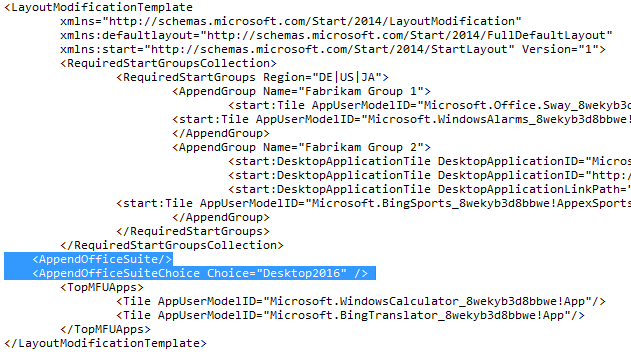 <LayoutModificationTemplate
xmlns="http://schemas.microsoft.com/Start/2014/LayoutModification"
xmlns:defaultlayout="http://schemas.microsoft.com/Start/2014/FullDefaultLayout"
xmlns:start="http://schemas.microsoft.com/Start/2014/StartLayout" Version="1">
<RequiredStartGroupsCollection>
<RequiredStartGroups Region="DE|US|JA">
<AppendGroup Name="Fabrikam Group 1">
<start:Tile AppUserModelID="Microsoft.Office.Sway_8wekyb3d8bbwe!
<start:Tile AppUserModelID="Microsoft.WindowsAlarms_8wekyb3d8bbwe!
</AppendGroup>
<AppendGroup Name="Fabrikam Group 2">
<start:DesktopApplicationTile DesktopApplicationID="Micros
<start:DesktopApplicationTile DesktopApplicationID="http:/
<start:DesktopApplicationTile DesktopApplicationLinkPath="
<start:Tile AppUserModelID="Microsoft.BingSports_8wekyb3d8bbwe!AppexSports
</AppendGroup>
</RequiredStartGroups>
</RequiredStartGroupsCollection>
<AppendOfficeSuite/>
<AppendOfficeSuiteChoice Choice="Desktop2016" />
<TopMFUApps>
<Tile AppUserModelID="Microsoft.WindowsCalculator_8wekyb3d8bbwe!App"/>
<Tile AppUserModelID="Microsoft.BingTranslator_8wekyb3d8bbwe!App"/>
</TopMFUApps>
</LayoutModificationTemplate>